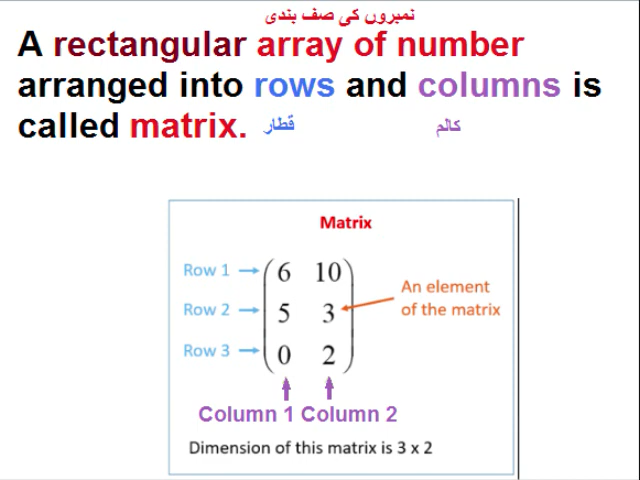 نمبروں کی صف بندی
A rectangular array of number
arranged into rows and columns is
called matrix. قطار کالم
Matrix
Row 1 → 6 10
An element
Row 2 → 5 3 of the matrix
Row 3 → 0 2
Column 1 Column 2
Dimension of this matrix is 3 x 2